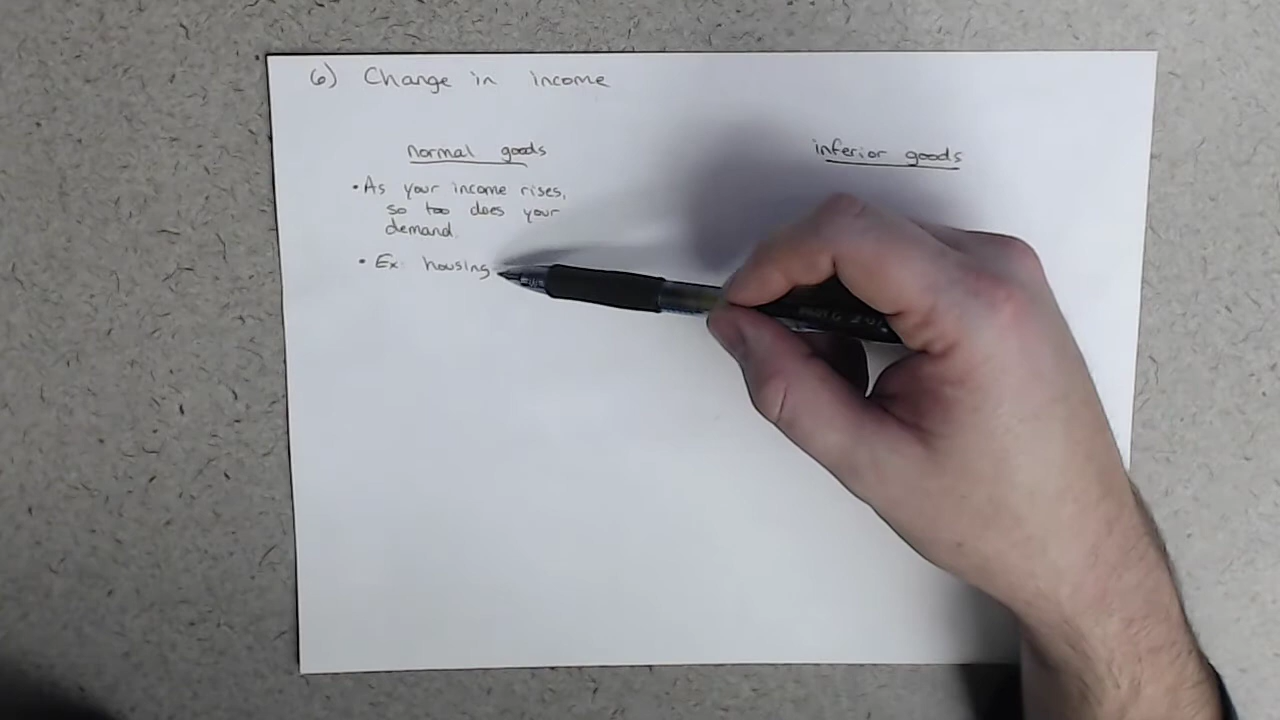 6) Change in income
normal goods
• As your income rises,
so too does your
demand.
• Ex: housing
inferior goods